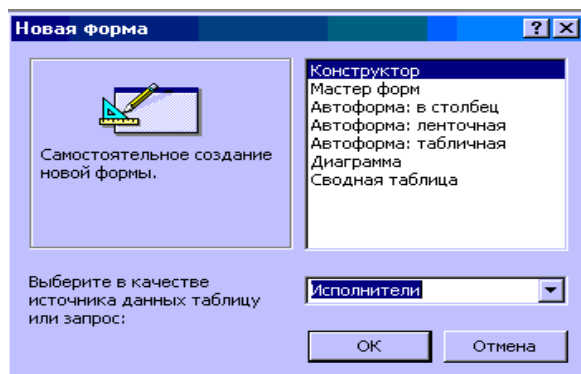 Новая форма
Самостоятельное создание
новой формы.
Конструктор
Мастер форм
Автоформа: в столбец
Автоформа: ленточная
Автоформа: табличная
Диаграмма
Сводная таблица
Выберите в качестве
источника данных таблицу
или запрос:
Исполнители
ОК
Отмена